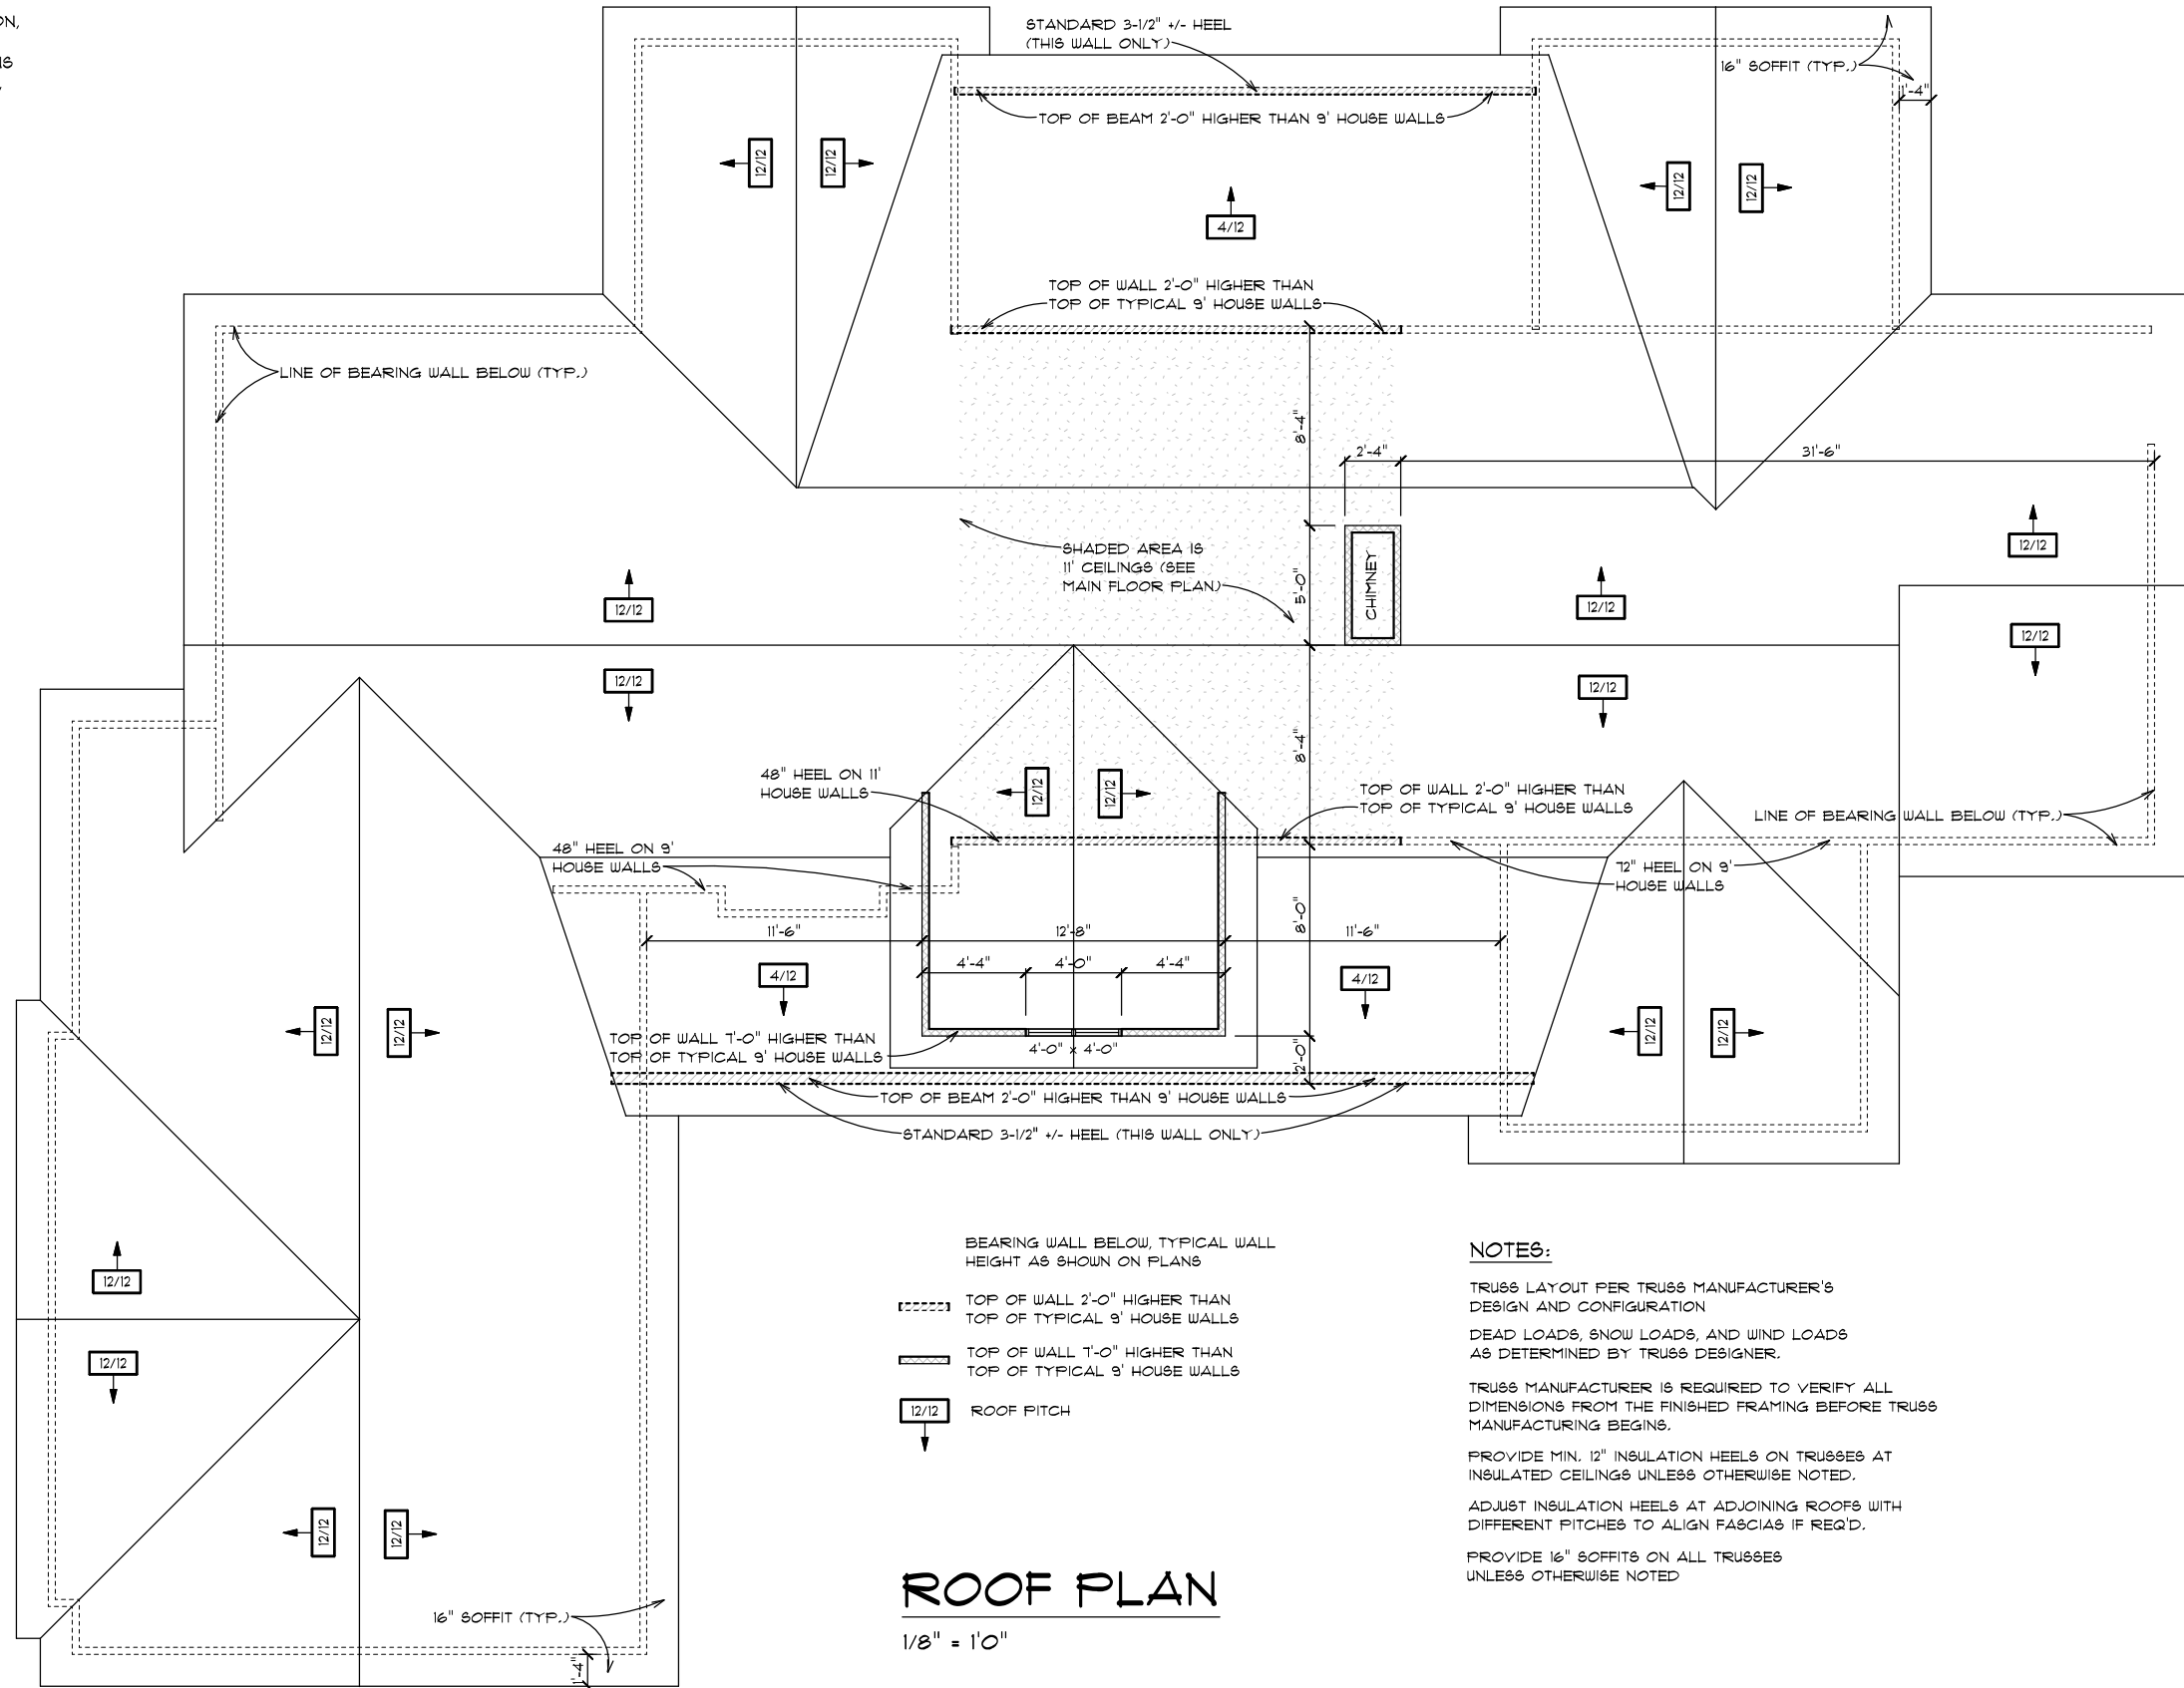 ON,
US
STANDARD 3-1/2" +/- HEEL
(THIS WALL ONLY)
16" SOFFIT (TYP.)
1'-4"
TOP OF BEAM 2'-0" HIGHER THAN 9' HOUSE WALLS
12/12
12/12
12/12
12/12
4/12
TOP OF WALL 2'-0" HIGHER THAN
TOP OF TYPICAL 9' HOUSE WALLS
LINE OF BEARING WALL BELOW (TYP.)
8'-4"
2'-4"
31'-6"
SHADED AREA IS
11' CEILINGS (SEE
MAIN FLOOR PLAN)
5'-0"
CHIMNEY
12/12
12/12
12/12
12/12
12/12
12/12
8'-4"
48" HEEL ON 11'
HOUSE WALLS
12/12
12/12
TOP OF WALL 2'-0" HIGHER THAN
TOP OF TYPICAL 9' HOUSE WALLS
LINE OF BEARING WALL BELOW (TYP.)
48" HEEL ON 9'
HOUSE WALLS
72" HEEL ON 9'
HOUSE WALLS
8'-0"
11'-6"
12'-8"
11'-6"
4'-4"
4'-0"
4'-4"
4/12
4/12
12/12
12/12
12/12
12/12
TOP OF WALL 7'-0" HIGHER THAN
TOP OF TYPICAL 9' HOUSE WALLS
4'-0" x 4'-0"
2'-0"
TOP OF BEAM 2'-0" HIGHER THAN 9' HOUSE WALLS
STANDARD 3-1/2" +/- HEEL (THIS WALL ONLY)
12/12
12/12
12/12
12/12
16" SOFFIT (TYP.)
1'-4"
BEARING WALL BELOW, TYPICAL WALL
HEIGHT AS SHOWN ON PLANS
TOP OF WALL 2'-0" HIGHER THAN
TOP OF TYPICAL 9' HOUSE WALLS
TOP OF WALL 7'-0" HIGHER THAN
TOP OF TYPICAL 9' HOUSE WALLS
12/12
ROOF PITCH
ROOF PLAN
1/8" = 1'0"
NOTES:
TRUSS LAYOUT PER TRUSS MANUFACTURER'S
DESIGN AND CONFIGURATION
DEAD LOADS, SNOW LOADS, AND WIND LOADS
AS DETERMINED BY TRUSS DESIGNER.
TRUSS MANUFACTURER IS REQUIRED TO VERIFY ALL
DIMENSIONS FROM THE FINISHED FRAMING BEFORE TRUSS
MANUFACTURING BEGINS.
PROVIDE MIN. 12" INSULATION HEELS ON TRUSSES AT
INSULATED CEILINGS UNLESS OTHERWISE NOTED.
ADJUST INSULATION HEELS AT ADJOINING ROOFS WITH
DIFFERENT PITCHES TO ALIGN FASCIAS IF REQ'D.
PROVIDE 16" SOFFITS ON ALL TRUSSES
UNLESS OTHERWISE NOTED